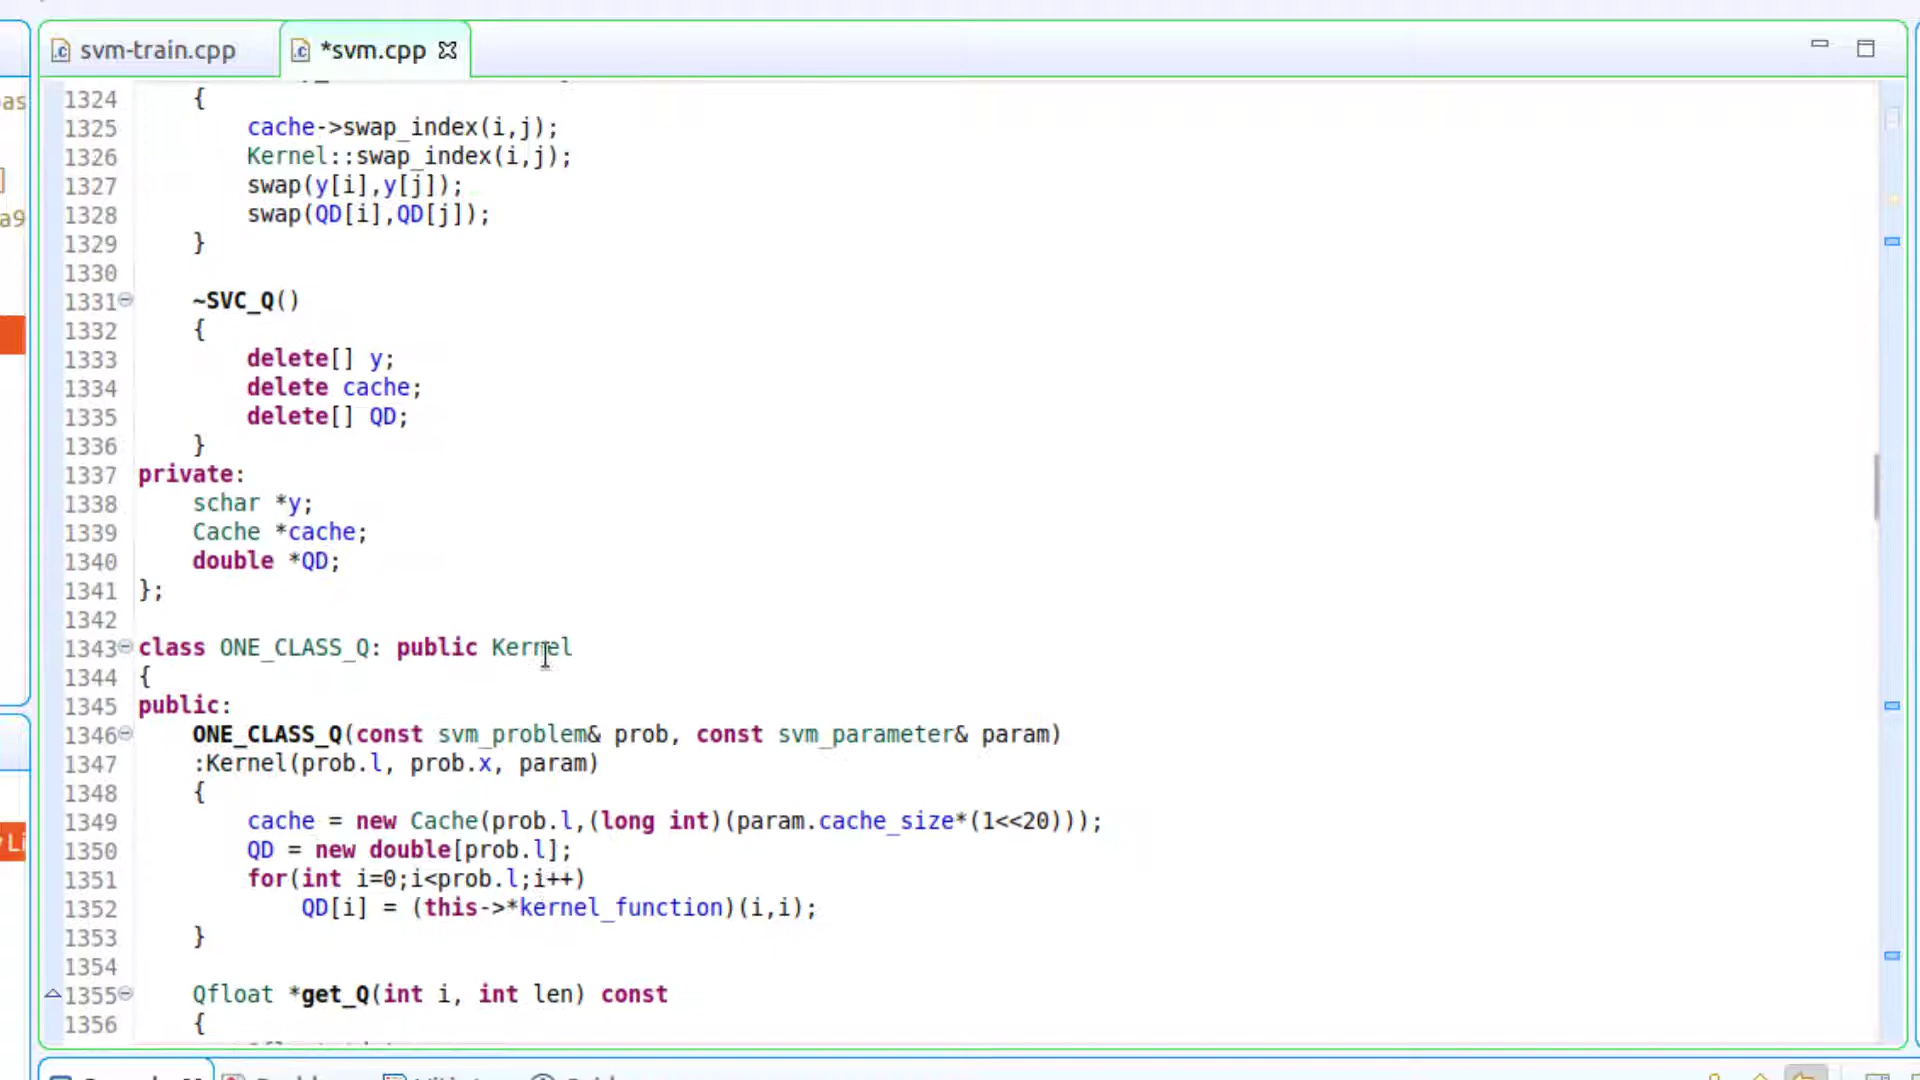 svm-train.cpp
*svm.cpp
1324 {
1325 cache->swap_index(i,j);
1326 Kernel::swap_index(i,j);
1327 swap(y[i],y[j]);
1328 swap(QD[i],QD[j]);
1329 }
1330
1331 ~SVC_Q()
1332 {
1333 delete[] y;
1334 delete cache;
1335 delete[] QD;
1336 }
1337 private:
1338 schar *y;
1339 Cache *cache;
1340 double *QD;
1341 };
1342
1343 class ONE_CLASS_Q: public Kernel
1344 {
1345 public:
1346 ONE_CLASS_Q(const svm_problem& prob, const svm_parameter& param)
1347 :Kernel(prob.l, prob.x, param)
1348 {
1349 cache = new Cache(prob.l,(long int)(param.cache_size*(1<<20)));
1350 QD = new double[prob.l];
1351 for(int i=0;i<prob.l;i++)
1352 QD[i] = (this->*kernel_function)(i,i);
1353 }
1354
1355 Qfloat *get_Q(int i, int len) const
1356 {